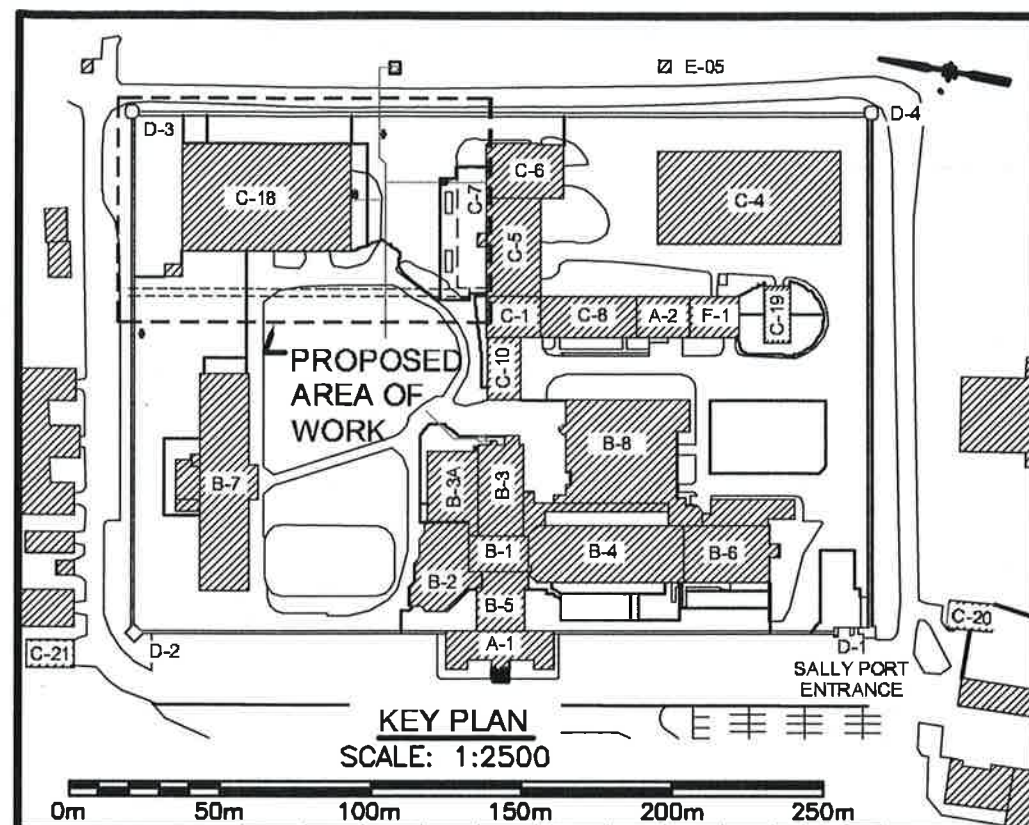 E-05
D-3
D-4
C-18
C-7
C-6
C-5
C-4
C-1
C-8
A-2
F-1
C-19
C-10
PROPOSED
AREA OF
WORK
B-7
B-3A
B-3
B-8
B-1
B-4
B-6
B-2
B-5
A-1
C-21
D-2
D-1
C-20
SALLY PORT
ENTRANCE
KEY PLAN
SCALE: 1:2500
0m 50m 100m 150m 200m 250m